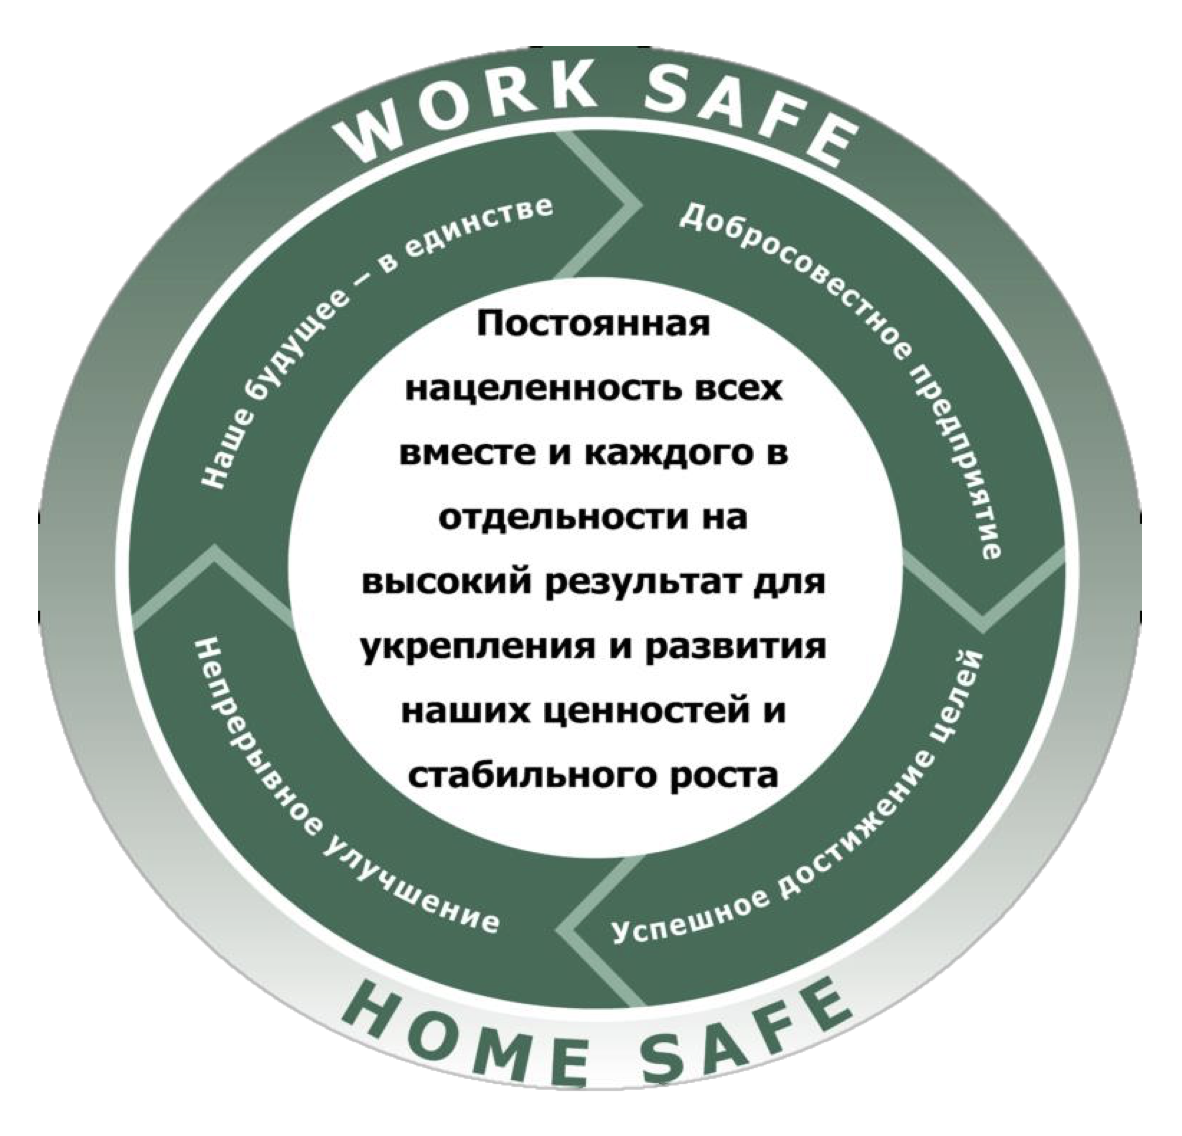 WORK SAFE
Наше будущее – в единстве
Добросовестное предприятие
Постоянная
нацеленность всех
вместе и каждого в
отдельности на
высокий результат для
укрепления и развития
наших ценностей и
стабильного роста
Непрерывное улучшение
Успешное достижение целей
HOME SAFE